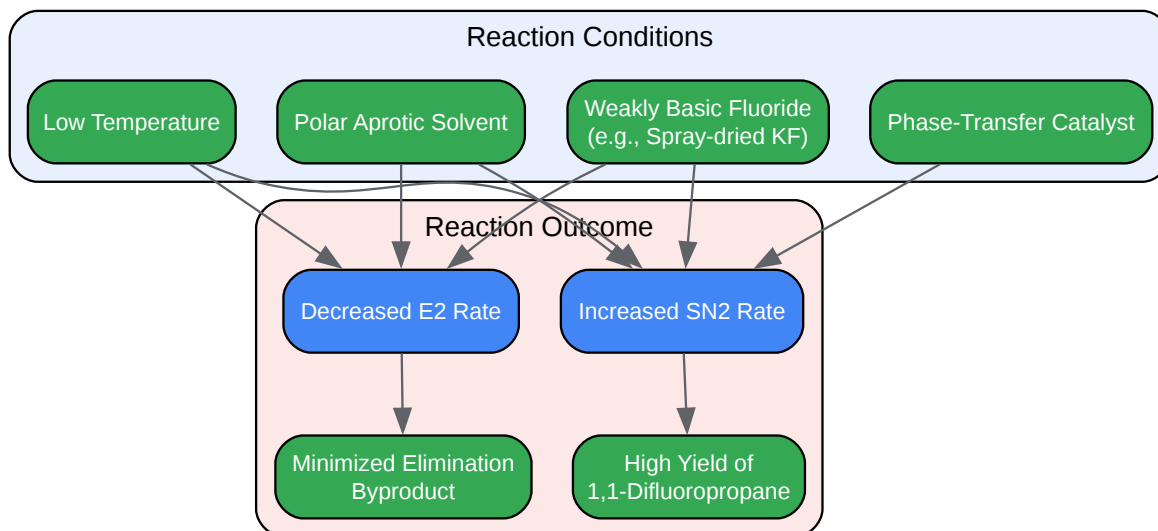 Reaction Conditions
Low Temperature
Polar Aprotic Solvent
Weakly Basic Fluoride
(e.g., Spray-dried KF)
Phase-Transfer Catalyst
Reaction Outcome
Decreased E2 Rate
Increased SN2 Rate
Minimized Elimination
Byproduct
High Yield of
1,1-Difluoropropane